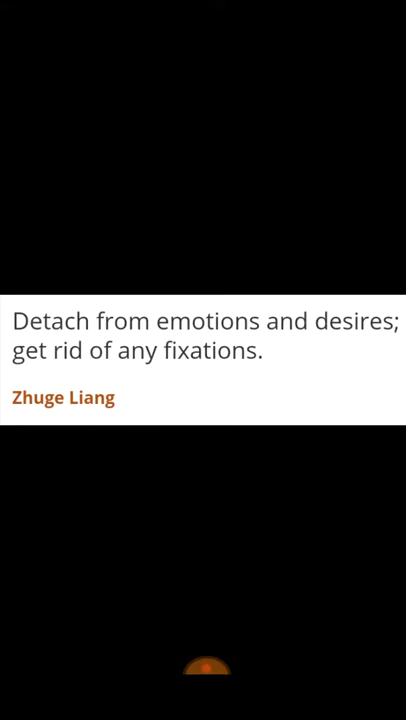 Detach from emotions and desires;
get rid of any fixations.
Zhuge Liang